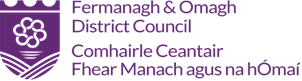 Fermanagh & Omagh
District Council
Comhairle Ceantair
Fhear Manach agus na hÓmaí